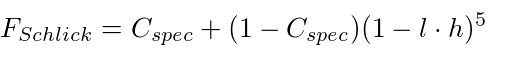 $F_{Schlick} = C_{spec} + (1 - C_{spec})(1 - l \cdot h)^5$